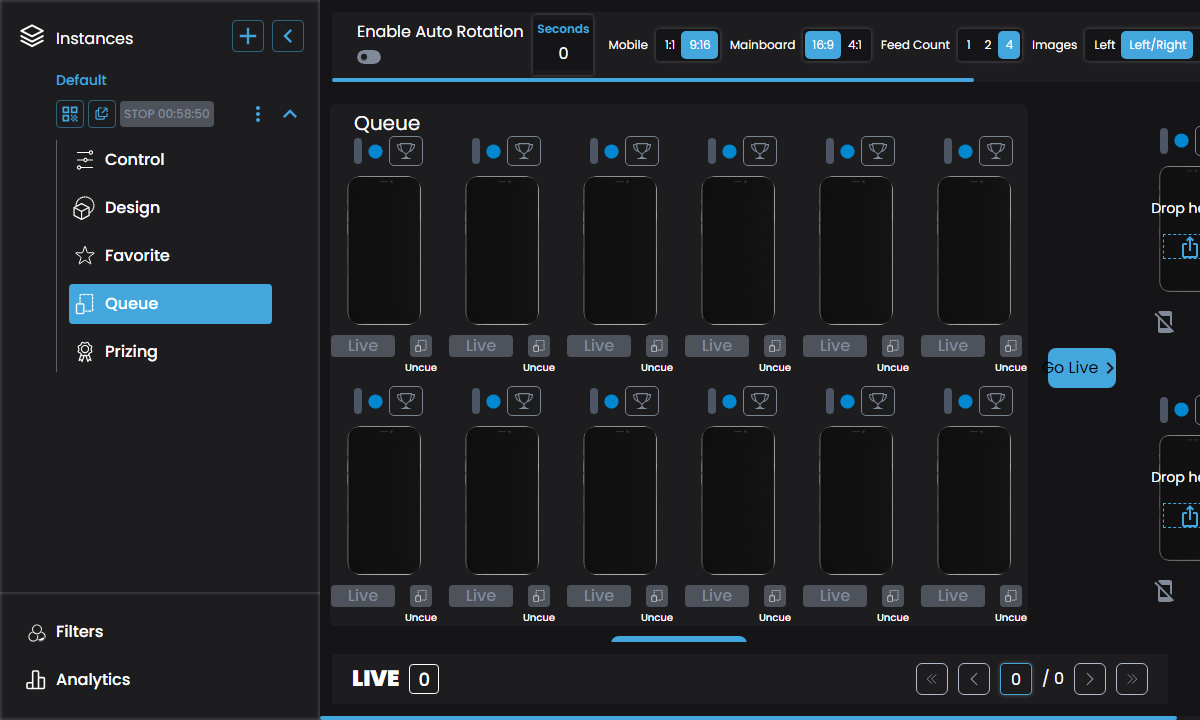 Instances
Default
STOP 00:58:50
Control
Design
Favorite
Queue
Prizing
Filters
Analytics
Enable Auto Rotation
Seconds
0
Mobile 1:1 9:16 Mainboard 16:9 4:1 Feed Count 1 2 4 Images Left Left/Right
Queue
Live Live Live Live Live Live
Uncue Uncue Uncue Uncue Uncue Uncue
Live Live Live Live Live Live
Uncue Uncue Uncue Uncue Uncue Uncue
Go Live
Drop he
Drop he
LIVE 0
0 / 0